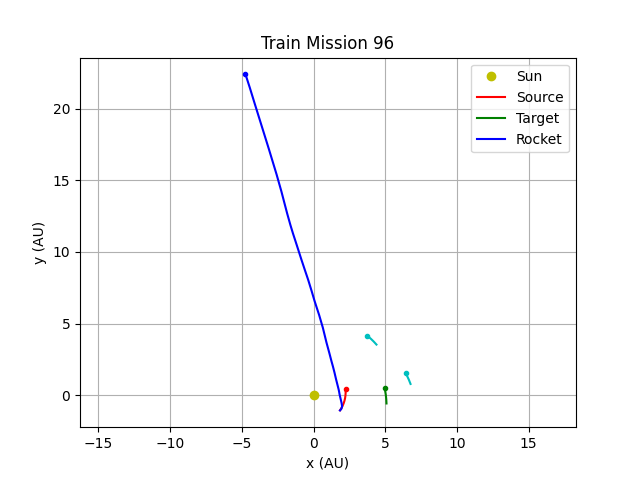 Train Mission 96
Sun
Source
Target
Rocket
20
15
10
5
0
y (AU)
−15
−10
−5
0
5
10
15
x (AU)